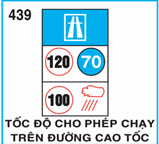 439
120 70
100
TỐC ĐỘ CHO PHÉP CHẠY
TRÊN ĐƯỜNG CAO TỐC